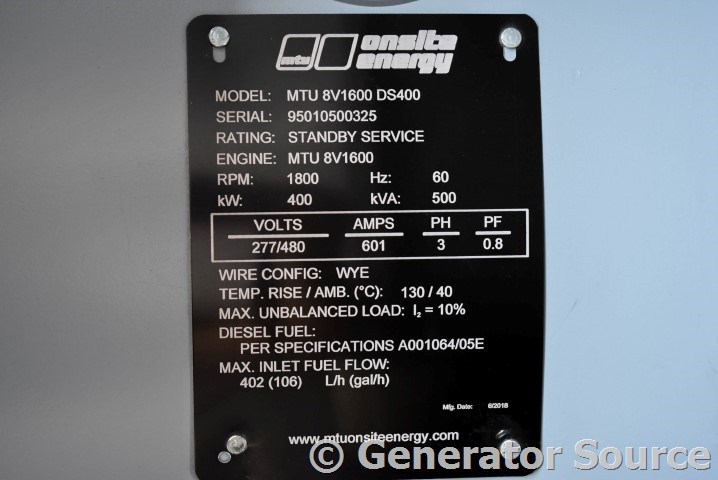 mtu onsite
energy
MODEL: MTU 8V1600 DS400
SERIAL: 95010500325
RATING: STANDBY SERVICE
ENGINE: MTU 8V1600
RPM: 1800 Hz: 60
kW: 400 kVA: 500
VOLTS AMPS PH PF
277/480 601 3 0.8
WIRE CONFIG: WYE
TEMP. RISE / AMB. (°C): 130 / 40
MAX. UNBALANCED LOAD: I₂ = 10%
DIESEL FUEL:
PER SPECIFICATIONS A001064/05E
MAX. INLET FUEL FLOW:
402 (106) L/h (gal/h)
Mfg. Date: 6/2018
www.mtuonsiteenergy.com
© Generator Source